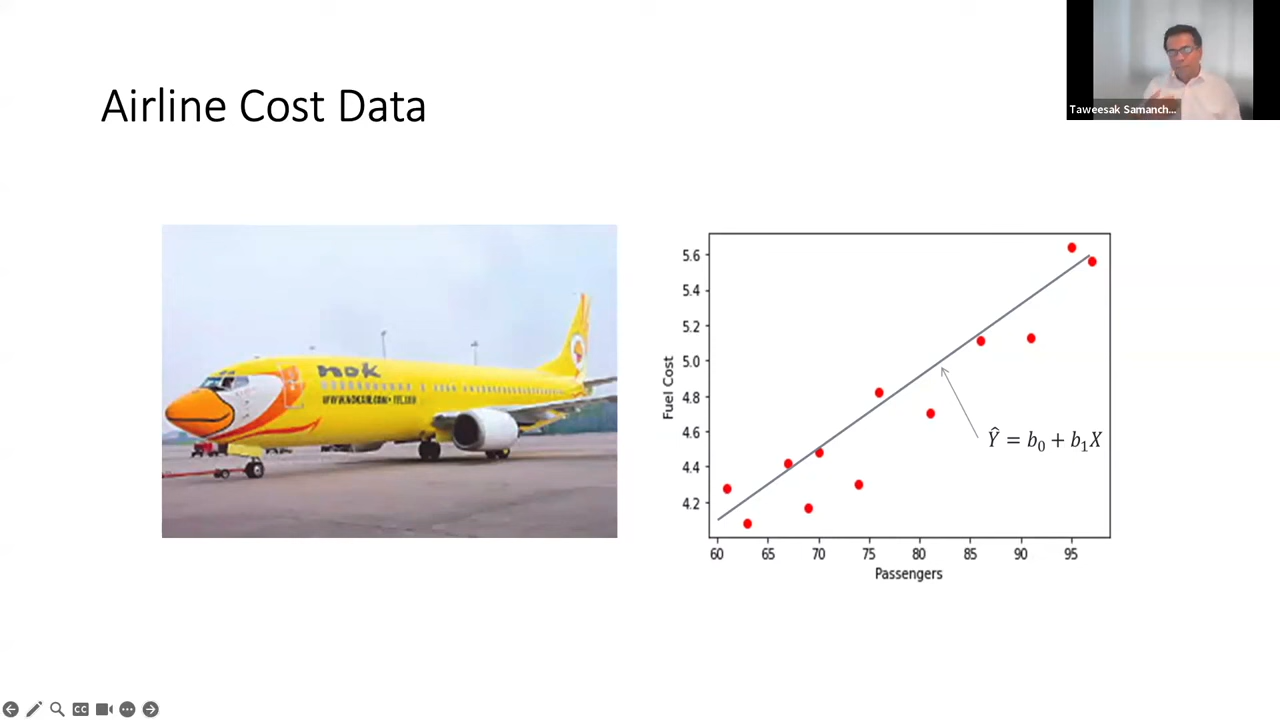 Taweesak Samanch...
Airline Cost Data
nok
5.6
5.4
5.2
5.0
4.8
4.6
4.4
4.2
Fuel Cost
Ŷ = b₀ + b₁X
60 65 70 75 80 85 90 95
Passengers
CC